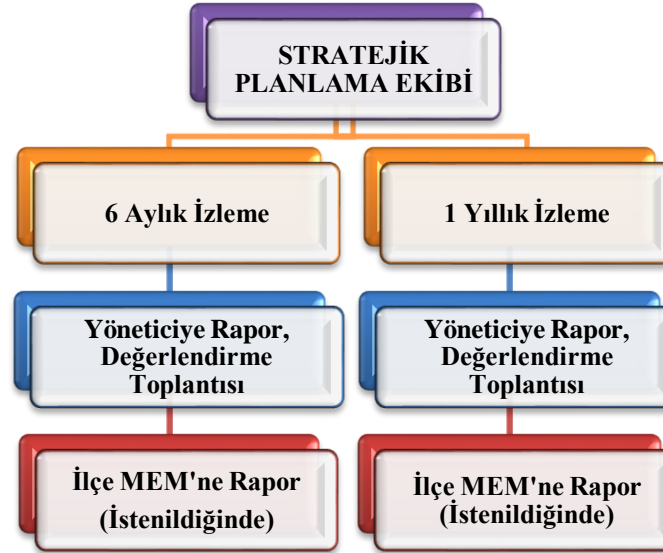 STRATEJİK
PLANLAMA EKİBİ
6 Aylık İzleme
1 Yıllık İzleme
Yöneticiye Rapor,
Değerlendirme
Toplantısı
Yöneticiye Rapor,
Değerlendirme
Toplantısı
İlçe MEM'ne Rapor
(İstenildiğinde)
İlçe MEM'ne Rapor
(İstenildiğinde)